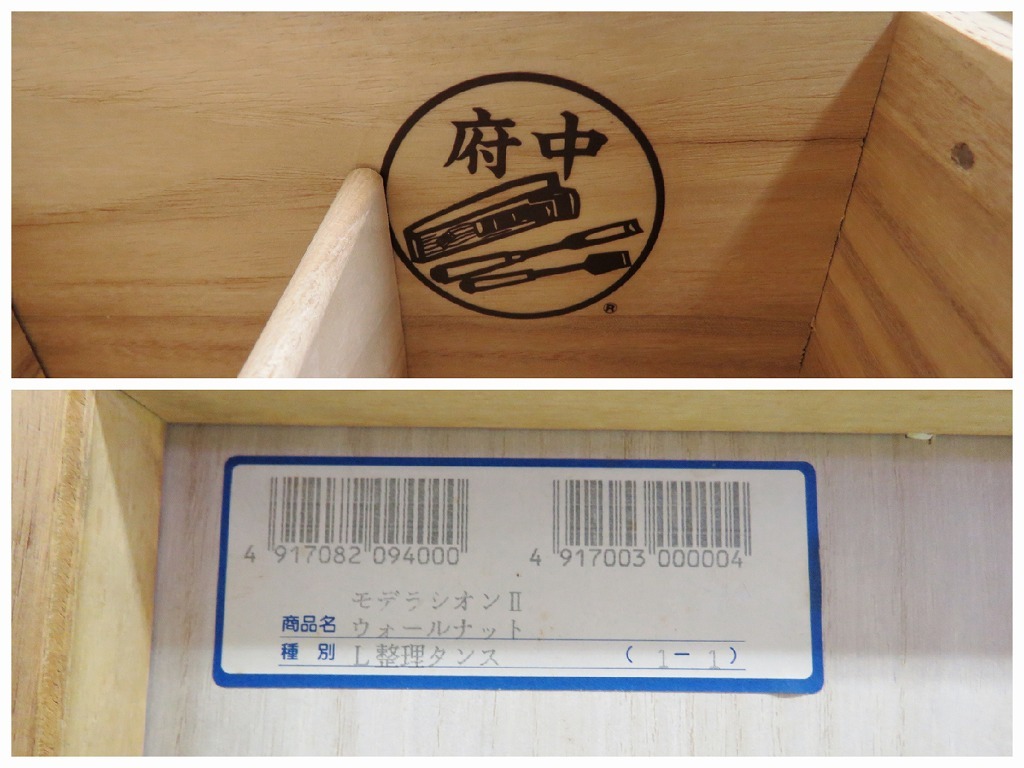 府中
®
4 917082 094000
4 917003 000004
モデラシオンⅡ
商品名 ウォールナット
種別 L整理タンス (1-1)